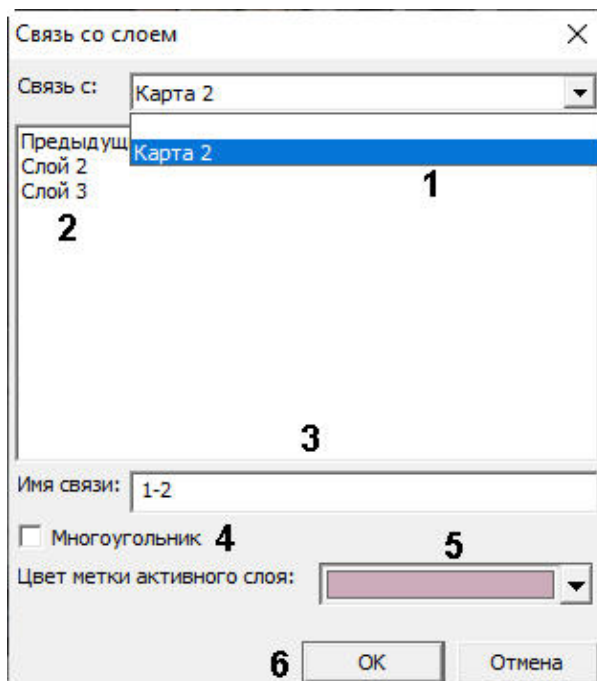 Связь со слоем
Связь с:
Карта 2
Предыдущ
Карта 2
Слой 2
1
Слой 3
2
3
Имя связи:
1-2
Многоугольник
4
5
Цвет метки активного слоя:
6
OK
Отмена